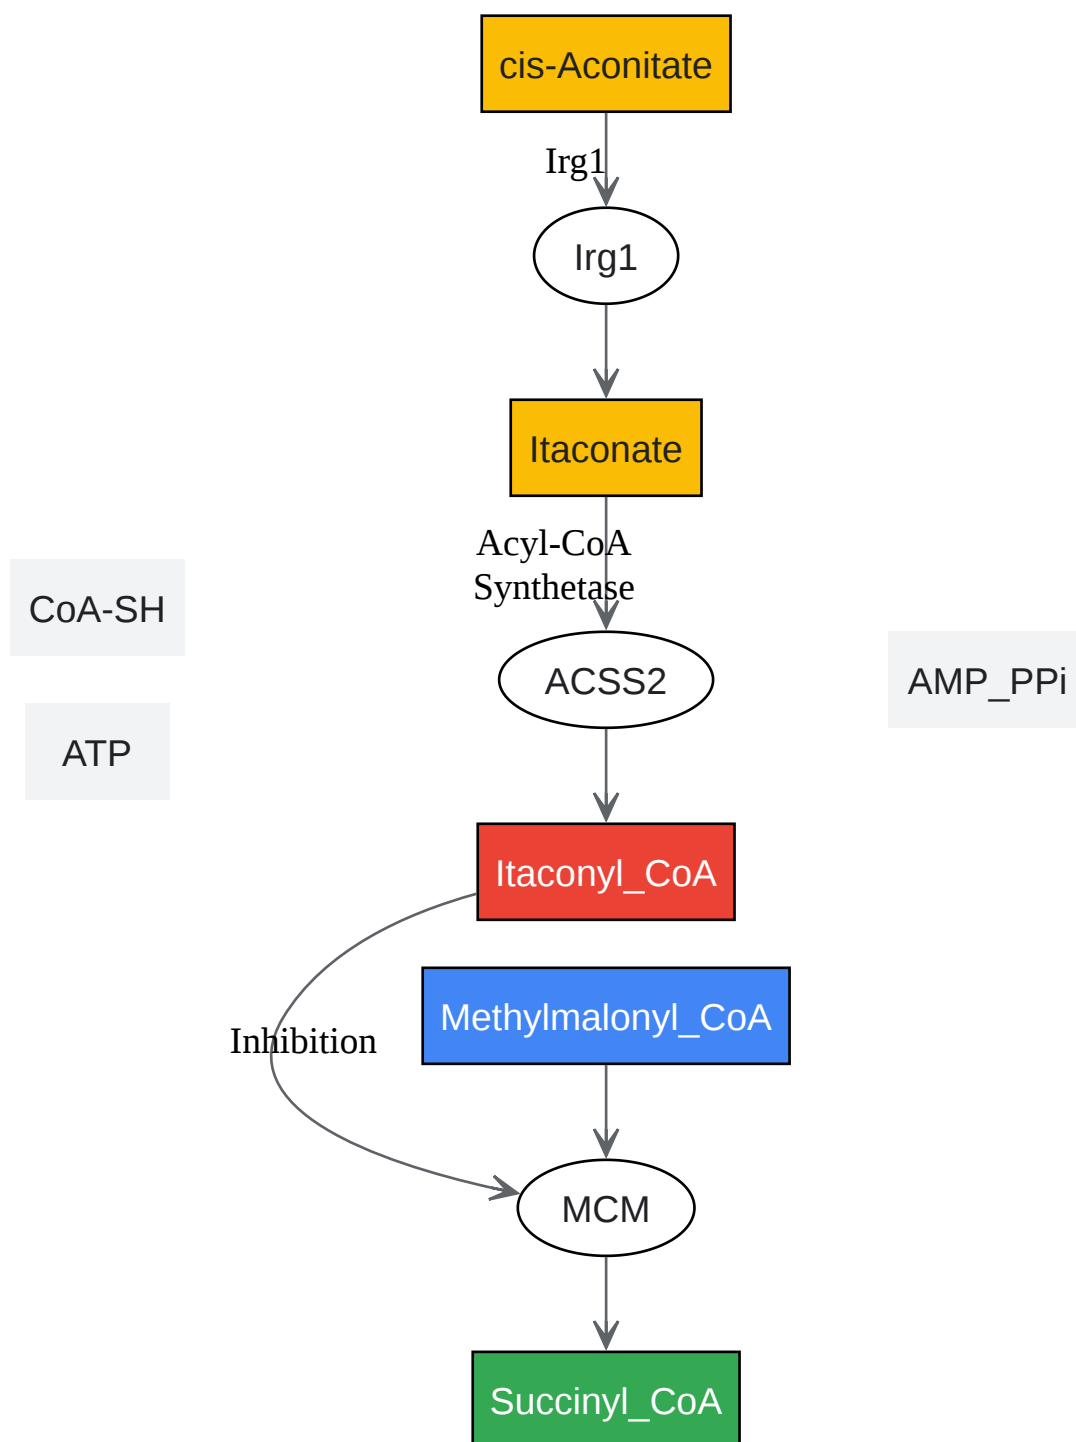 cis-Aconitate
Irg1
Irg1
Itaconate
Acyl-CoA
Synthetase
CoA-SH
ACSS2
AMP_PPi
ATP
Itaconyl_CoA
Methylmalonyl_CoA
Inhibition
MCM
Succinyl_CoA